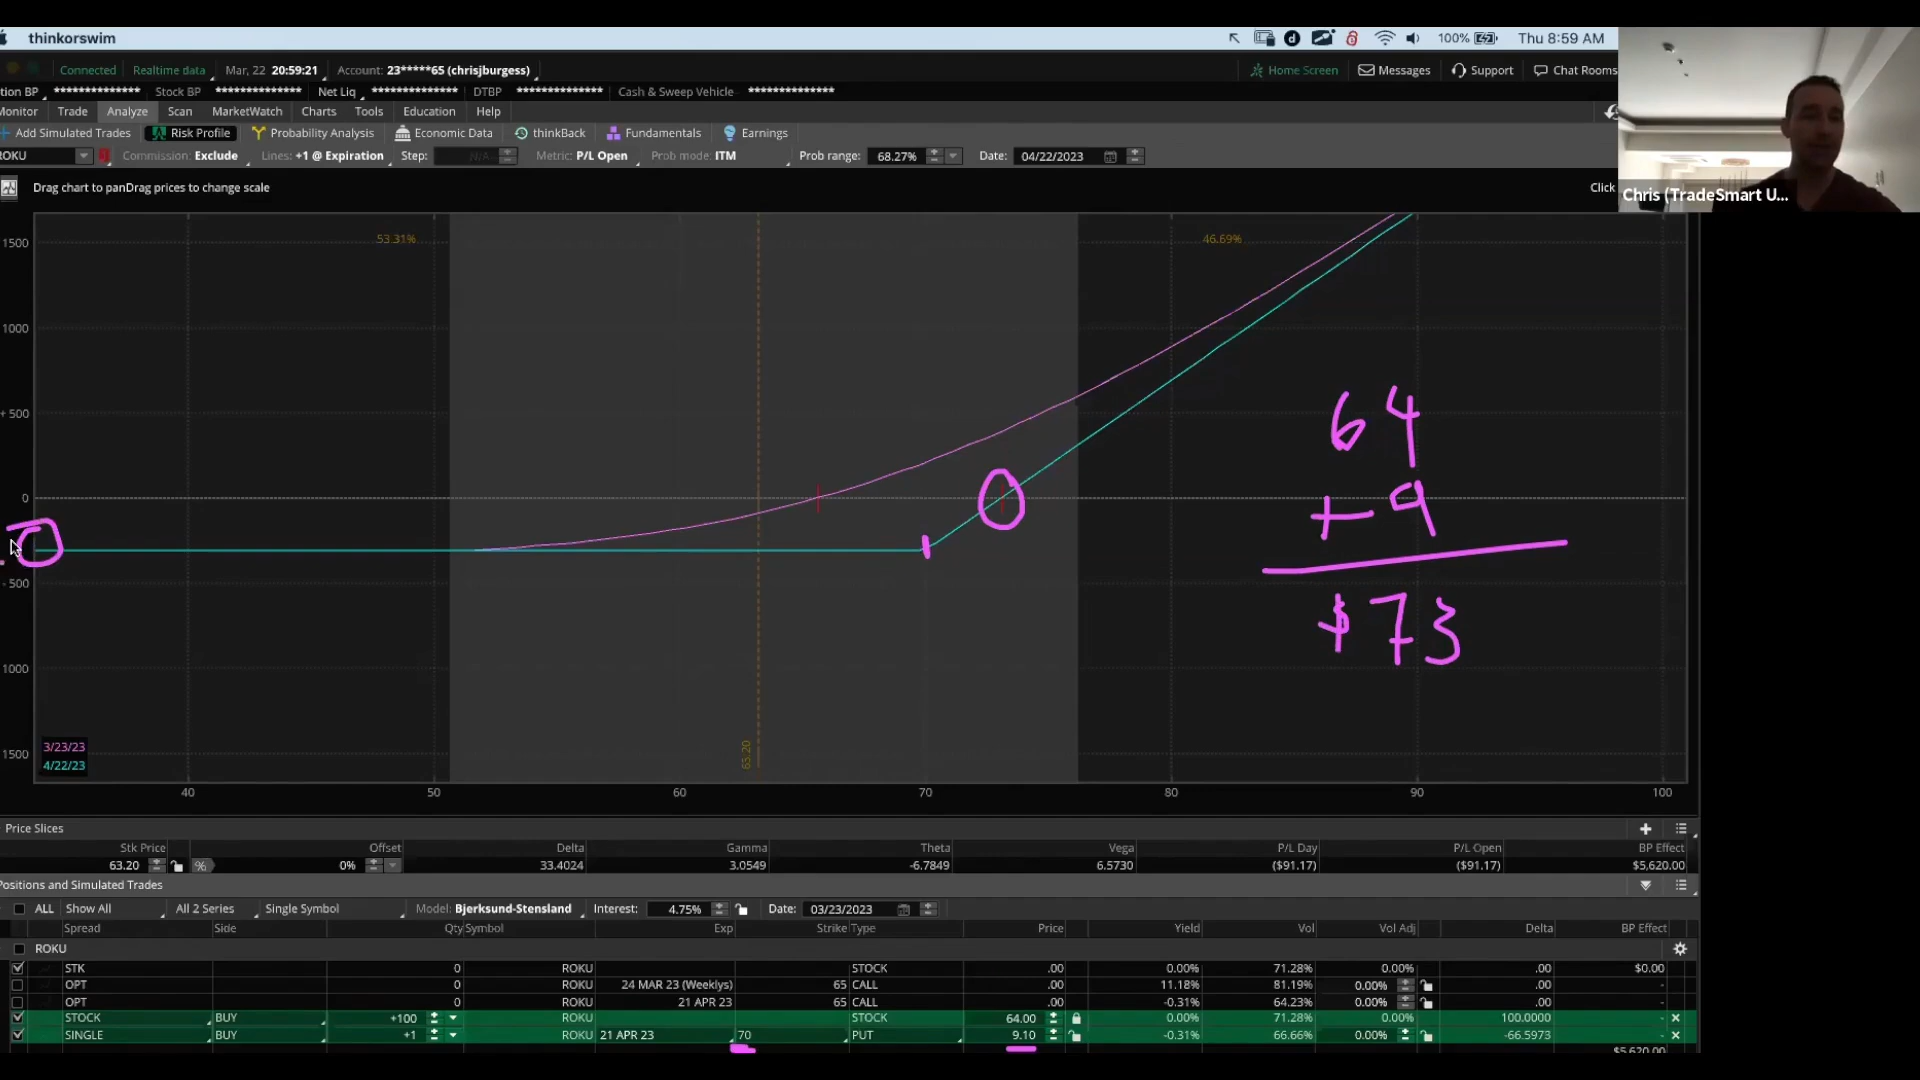 thinkorswim
100%
Thu 8:59 AM
Connected
Realtime data
Mar, 22 20:59:21
Account: 23*****65 (chrisjburgess)
Home Screen
Messages
Support
Chat Rooms
tion BP **************
Stock BP **************
Net Liq **************
DTBP **************
Cash & Sweep Vehicle **************
Monitor Trade Analyze Scan MarketWatch Charts Tools Education Help
Add Simulated Trades Risk Profile Probability Analysis Economic Data thinkBack Fundamentals Earnings
ROKU Commission: Exclude Lines: +1 @ Expiration Step: N/A Metric: P/L Open Prob mode: ITM Prob range: 68.27% Date: 04/22/2023
Drag chart to panDrag prices to change scale
Click
Chris (TradeSmart U...
53.31%
46.69%
1500
1000
+ 500
0
- 500
1000
1500
64
+ 9
$73
63.20
3/23/23
4/22/23
40 50 60 70 80 90 100
Price Slices
Stk Price Offset Delta Gamma Theta Vega P/L Day P/L Open BP Effect
63.20 % 0% 33.4024 3.0549 -6.7849 6.5730 ($91.17) ($91.17) $5,620.00
Positions and Simulated Trades
ALL Show All All 2 Series Single Symbol Model: Bjerksund-Stensland Interest: 4.75% Date: 03/23/2023
Spread Side Qty Symbol Exp Strike Type Price Yield Vol Vol Adj Delta BP Effect
ROKU
STK 0 ROKU STOCK .00 0.00% 71.28% 0.00% .00 $0.00
OPT 0 ROKU 24 MAR 23 (Weeklys) 65 CALL .00 11.18% 81.19% 0.00% .00 -
OPT 0 ROKU 21 APR 23 65 CALL .00 -0.31% 64.23% 0.00% .00 -
STOCK BUY +100 ROKU STOCK 64.00 0.00% 71.28% 0.00% 100.0000 -
SINGLE BUY +1 ROKU 21 APR 23 70 PUT 9.10 -0.31% 66.66% 0.00% -66.5973 -
$5,620.00